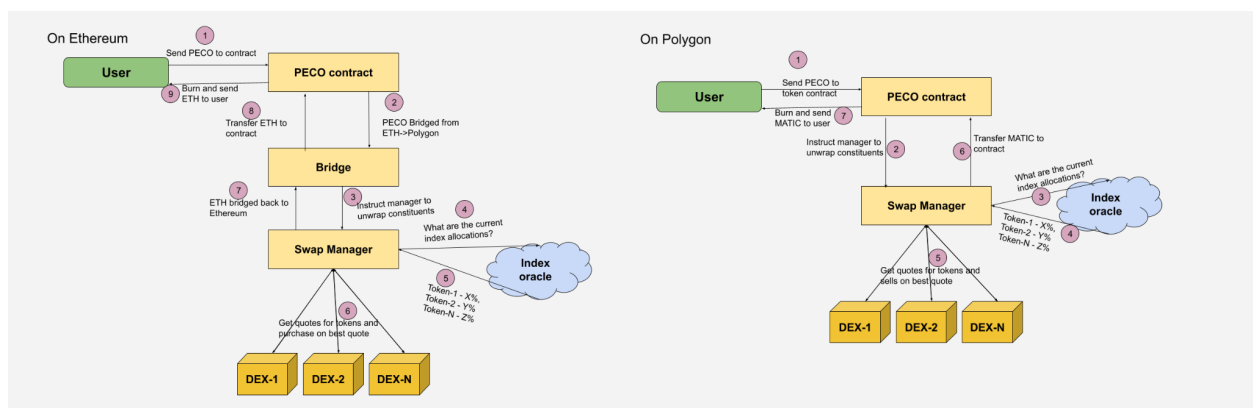 On Ethereum
1
Send PECO to contract
User
PECO contract
9
Burn and send
ETH to user
8
Transfer ETH to
contract
2
PECO Bridged from
ETH->Polygon
Bridge
7
ETH bridged back to
Ethereum
3
Instruct manager to
unwrap constituents
4
What are the current
index allocations?
Swap Manager
Index
oracle
5
Token-1 - X%,
Token-2 - Y%
Token-N - Z%
6
Get quotes for tokens and
purchase on best quote
DEX-1
DEX-2
DEX-N
On Polygon
1
Send PECO to
token contract
User
PECO contract
Burn and send
MATIC to user
7
Instruct manager to
unwrap constituents
2
6
Transfer MATIC to
contract
What are the current
index allocations?
3
Swap Manager
Index
oracle
Token-1 - X%,
Token-2 - Y%
Token-N - Z%
4
5
Get quotes for tokens and
sells on best quote
DEX-1
DEX-2
DEX-N